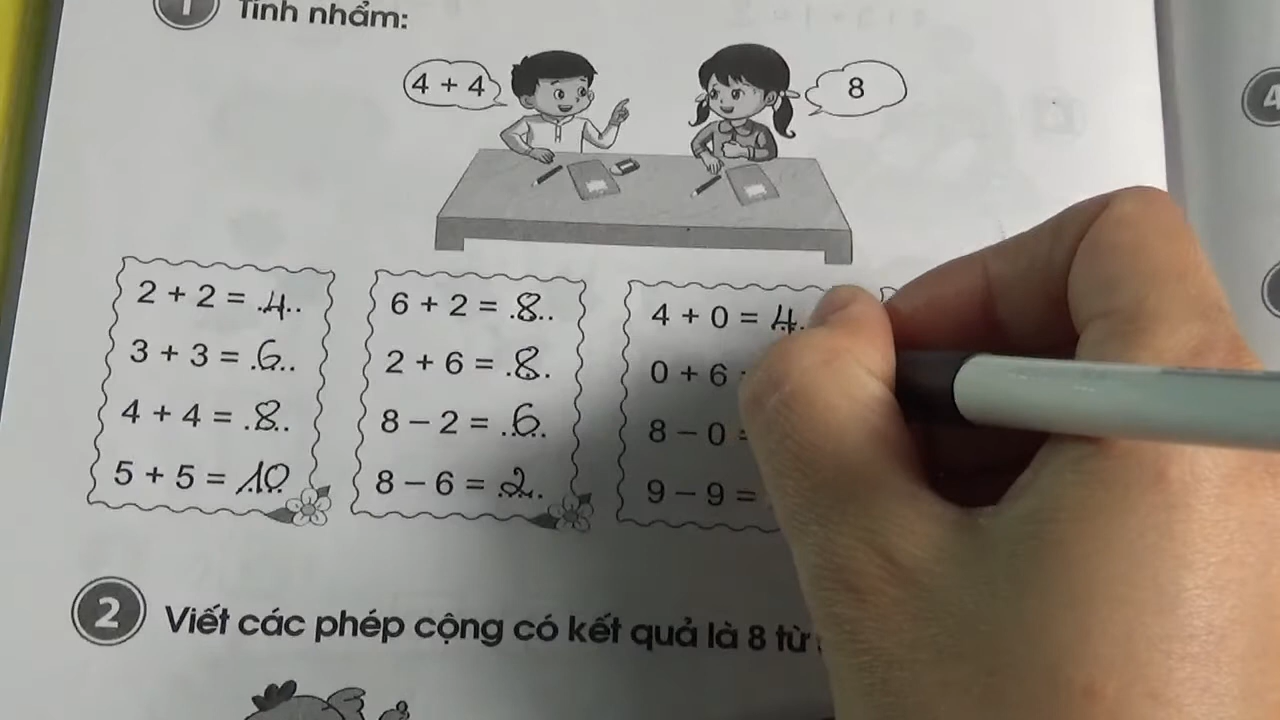 1 Tính nhẩm:
4 + 4
8
2 + 2 = 4
3 + 3 = 6
4 + 4 = 8
5 + 5 = 10
6 + 2 = 8
2 + 6 = 8
8 – 2 = 6
8 – 6 = 2
4 + 0 = 4
0 + 6
8 – 0 =
9 – 9 =
2 Viết các phép cộng có kết quả là 8 từ
4